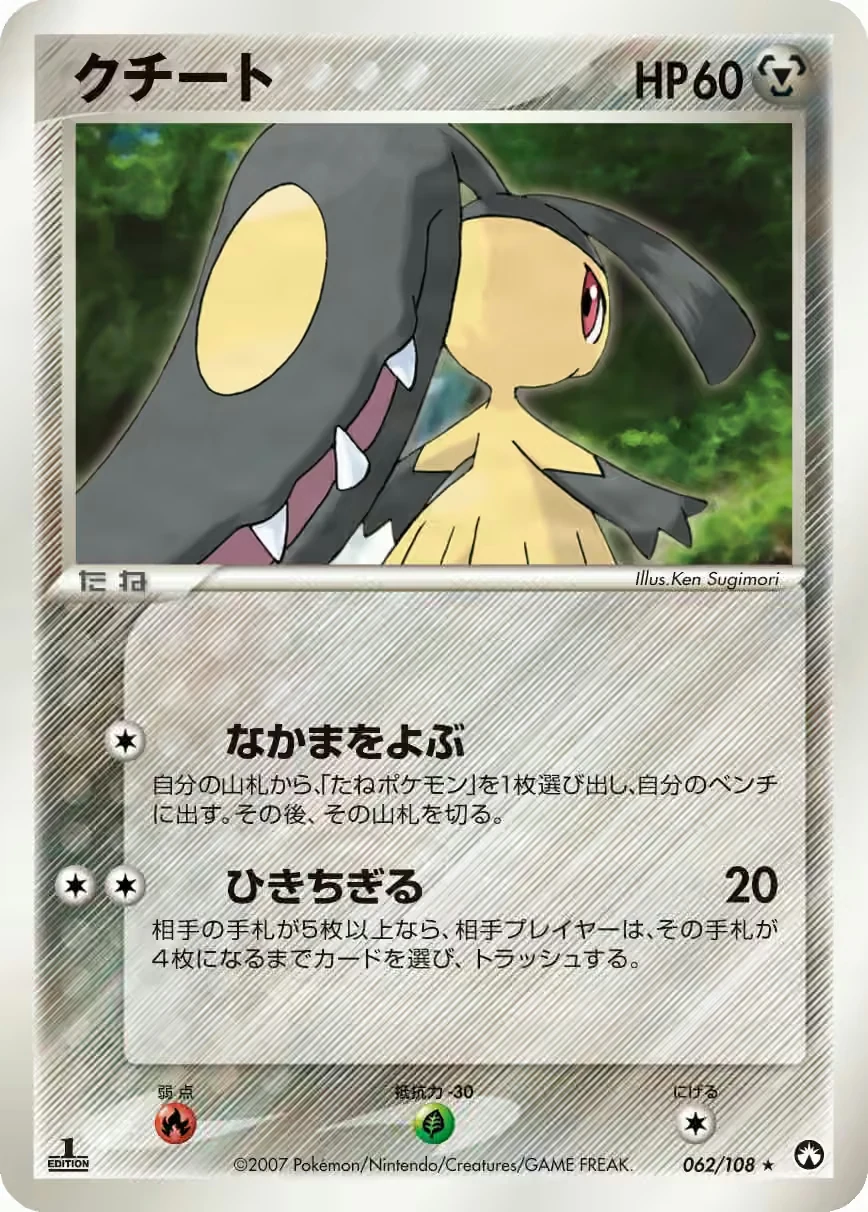 クチート HP60
たね Illus.Ken Sugimori
なかまをよぶ
自分の山札から、「たねポケモン」を1枚選び出し、自分のベンチ
に出す。その後、その山札を切る。
ひきちぎる 20
相手の手札が5枚以上なら、相手プレイヤーは、その手札が
4枚になるまでカードを選び、トラッシュする。
弱点 抵抗力 -30 にげる
1 EDITION ©2007 Pokémon/Nintendo/Creatures/GAME FREAK. 062/108 ★